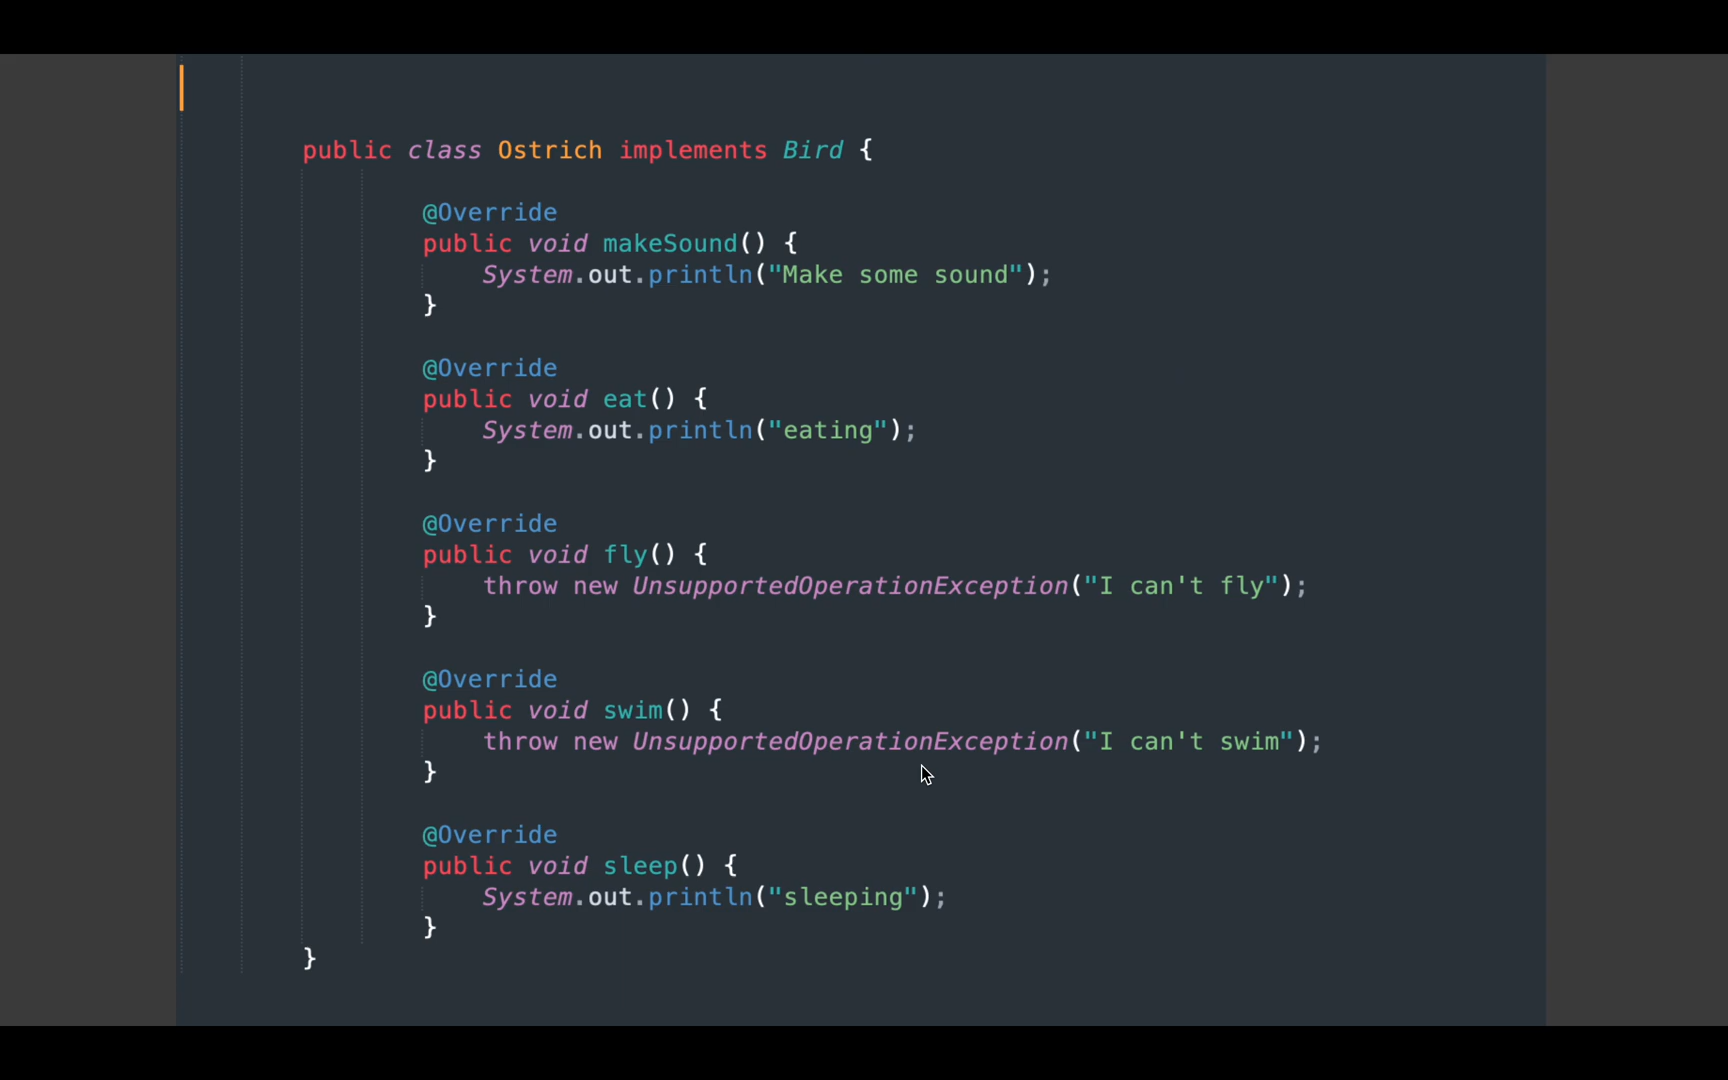 public class Ostrich implements Bird {
@Override
public void makeSound() {
System.out.println("Make some sound");
}
@Override
public void eat() {
System.out.println("eating");
}
@Override
public void fly() {
throw new UnsupportedOperationException("I can't fly");
}
@Override
public void swim() {
throw new UnsupportedOperationException("I can't swim");
}
@Override
public void sleep() {
System.out.println("sleeping");
}
}